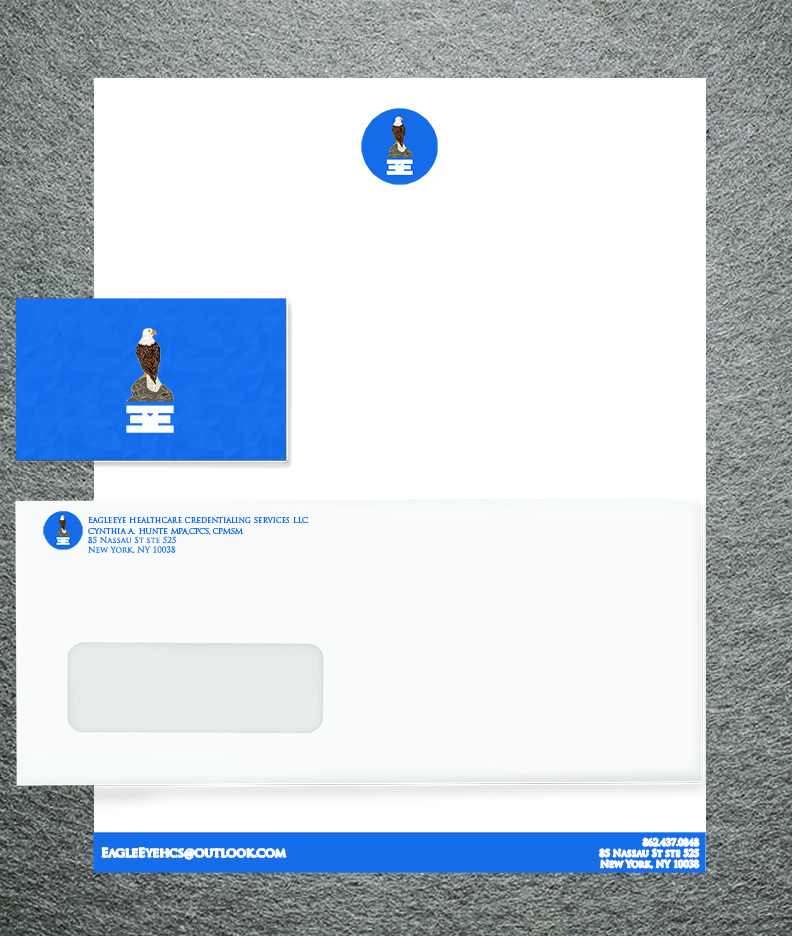 EAGLEEYE HEALTHCARE CREDENTIALING SERVICES LLC
CYNTHIA A. HUNTE MPA,CPCS, CPMSM
85 NASSAU ST STE 525
NEW YORK, NY 10038
EAGLEEYEHCS@OUTLOOK.COM
862.437.0848
85 NASSAU ST STE 525
NEW YORK, NY 10038